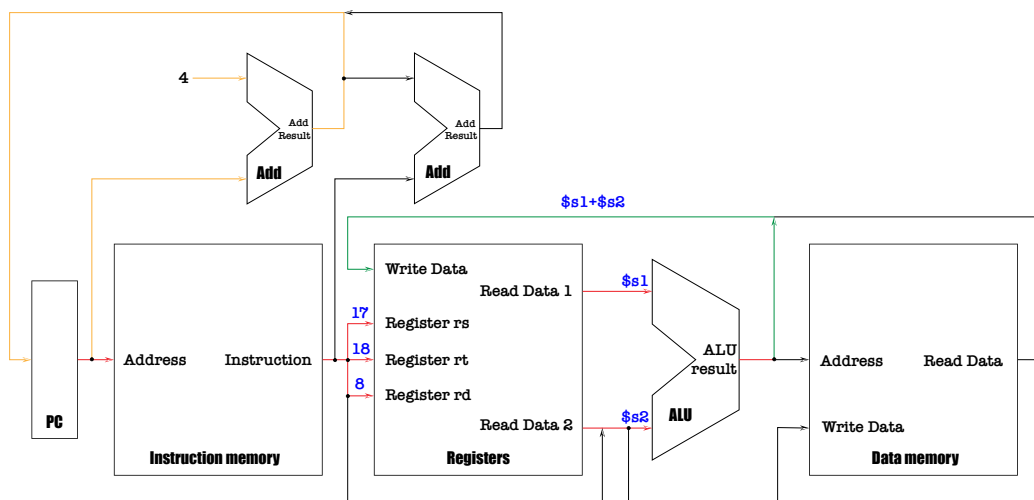 4
Add
Result
Add
Add
Result
Add
$s1+$s2
Write Data
Read Data 1
$s1
17
Register rs
18
Register rt
8
Register rd
Read Data 2
$s2
Registers
Address
Instruction
Instruction memory
PC
ALU
result
ALU
Address
Read Data
Write Data
Data memory